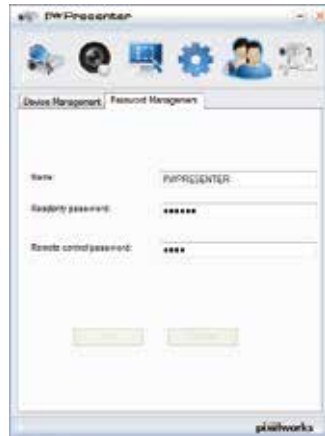 PWPresenter
Device Management Password Management
Name: PWPRESENTER
Readonly password: ••••••
Remote control password: ••••
pixelworks